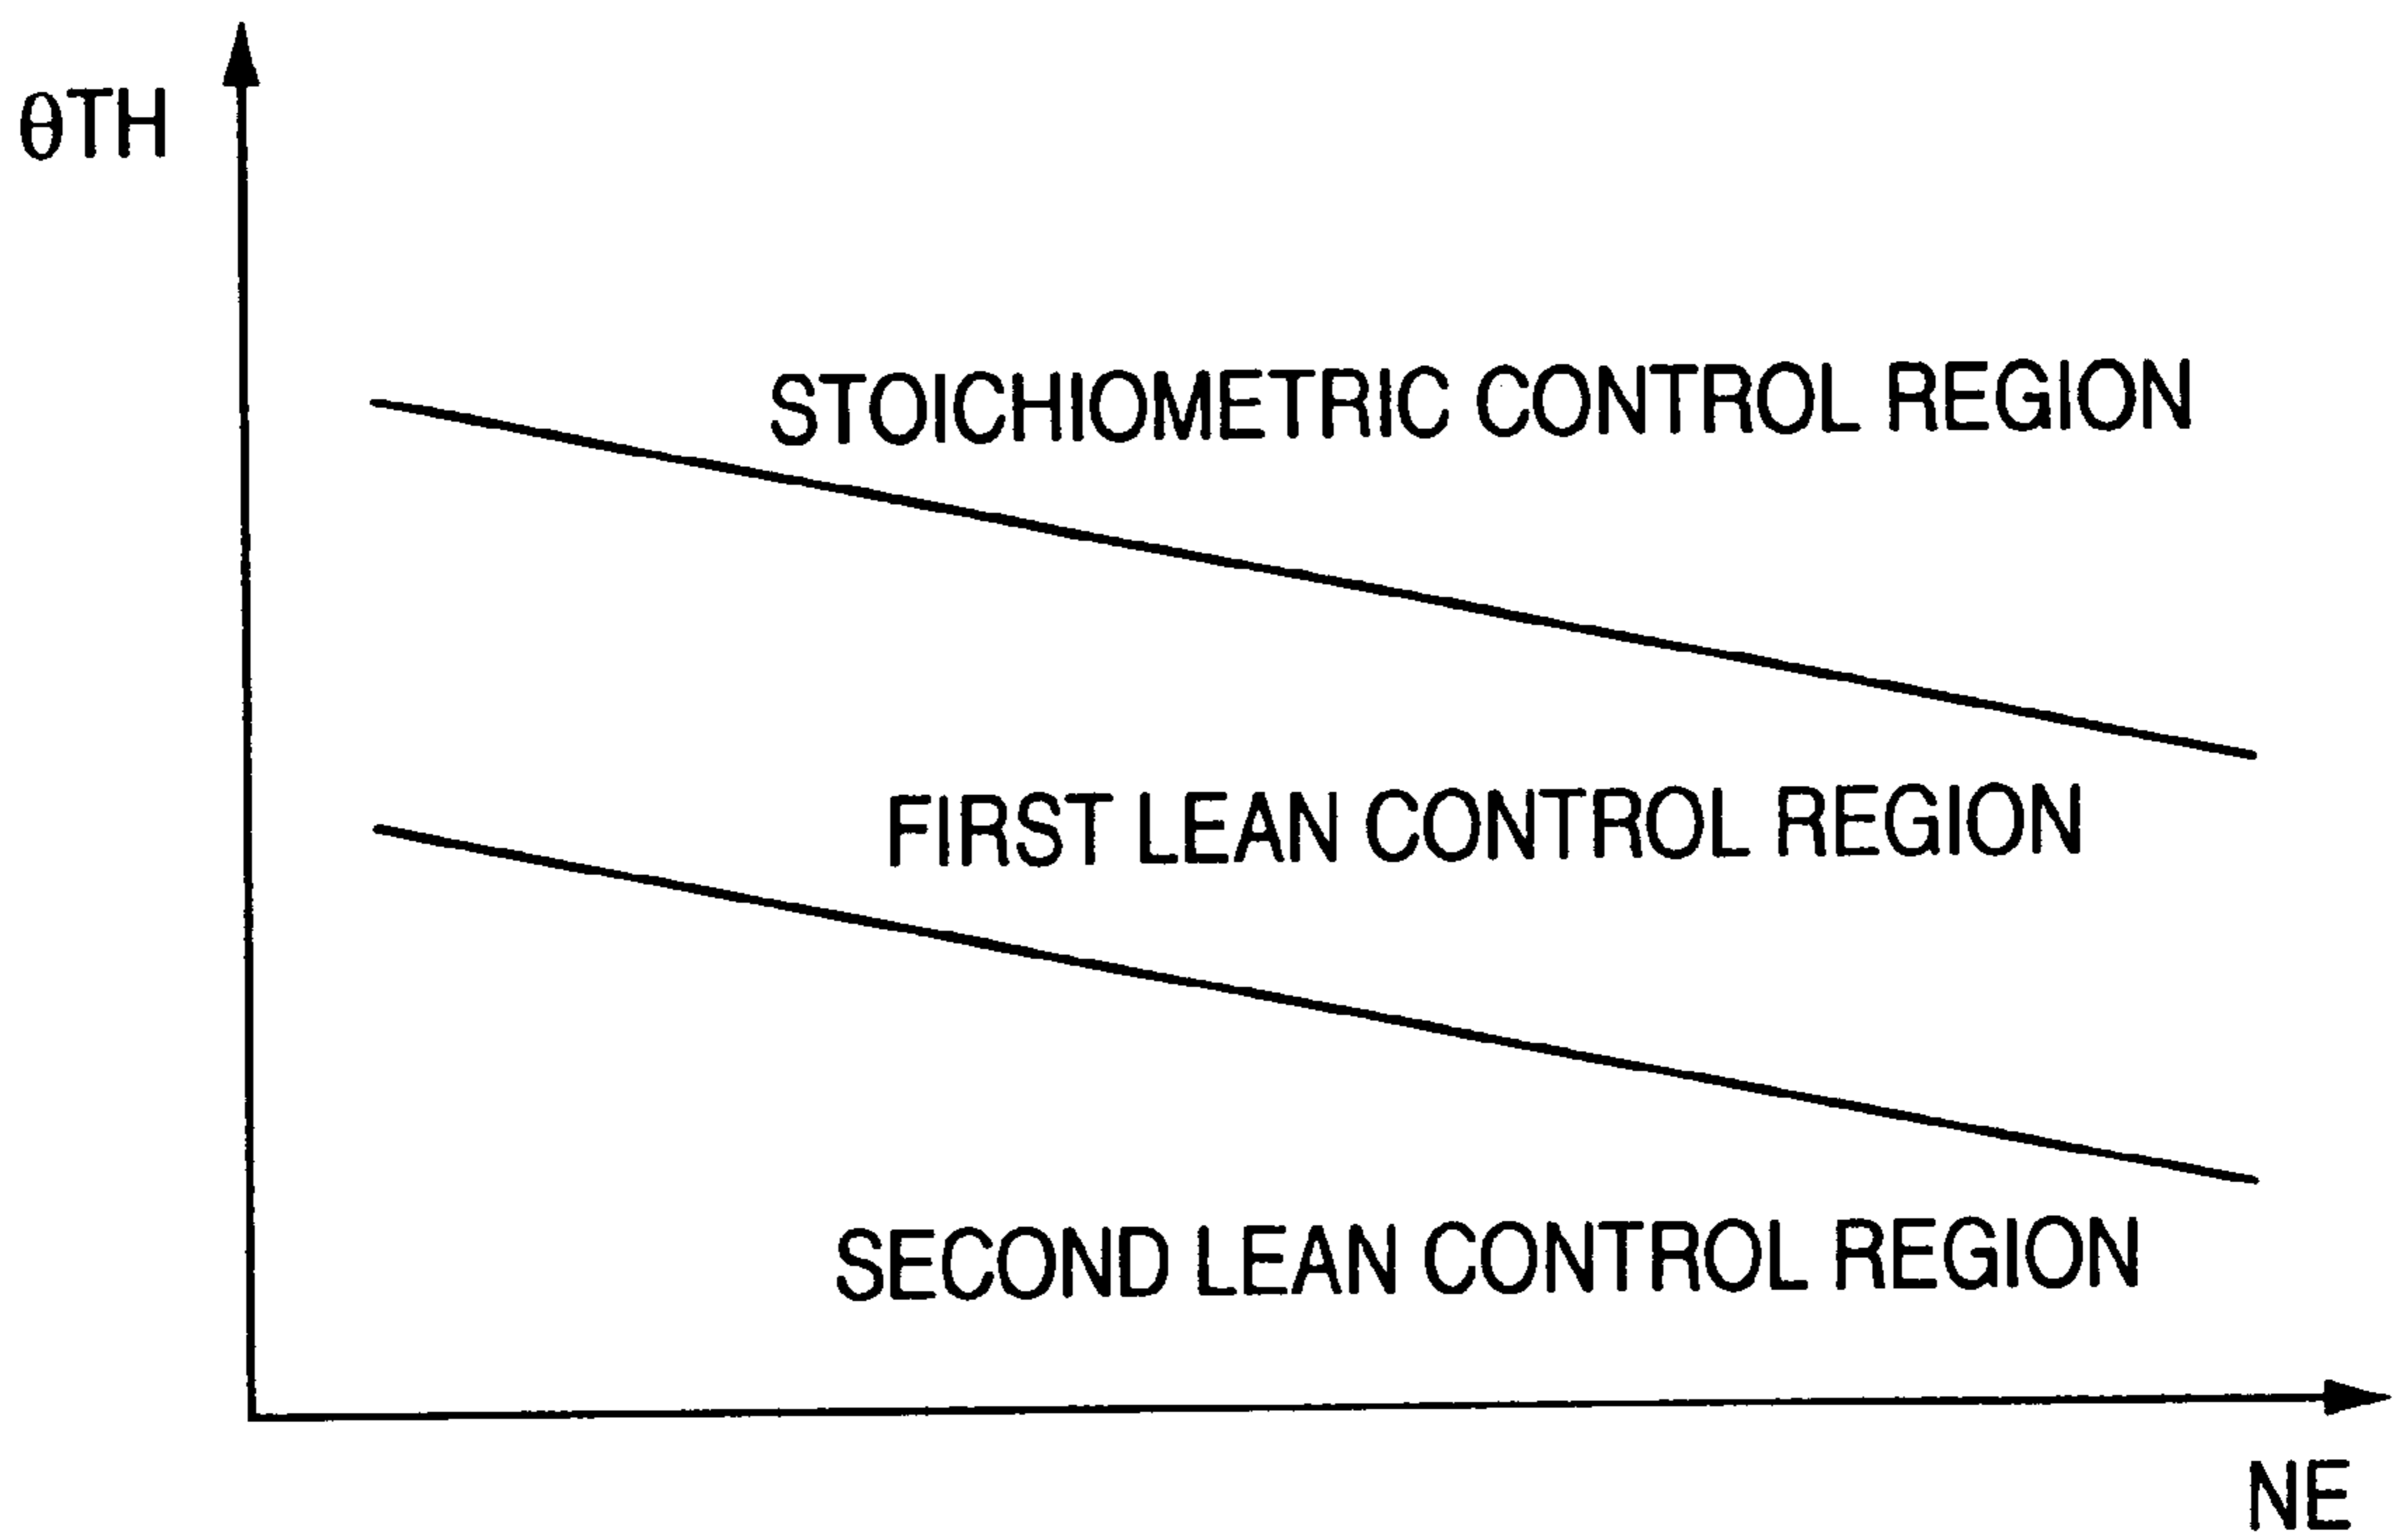 θTH
STOICHIOMETRIC CONTROL REGION
FIRST LEAN CONTROL REGION
SECOND LEAN CONTROL REGION
NE